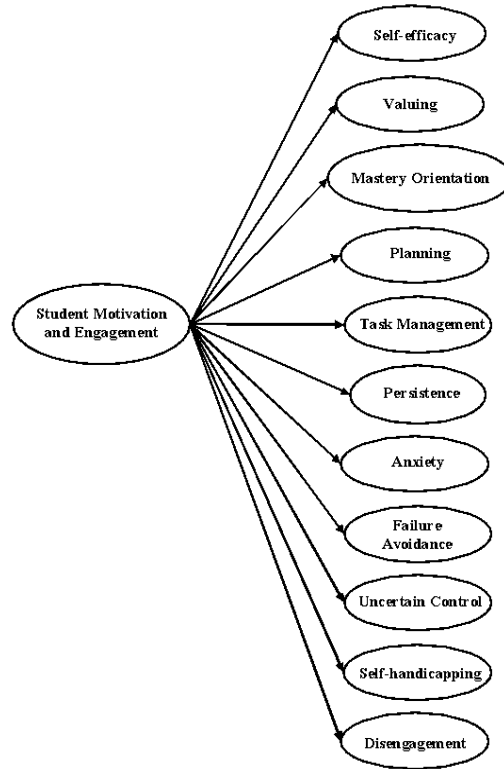 Self-efficacy
Valuing
Mastery Orientation
Planning
Student Motivation
and Engagement
Task Management
Persistence
Anxiety
Failure
Avoidance
Uncertain Control
Self-handicapping
Disengagement